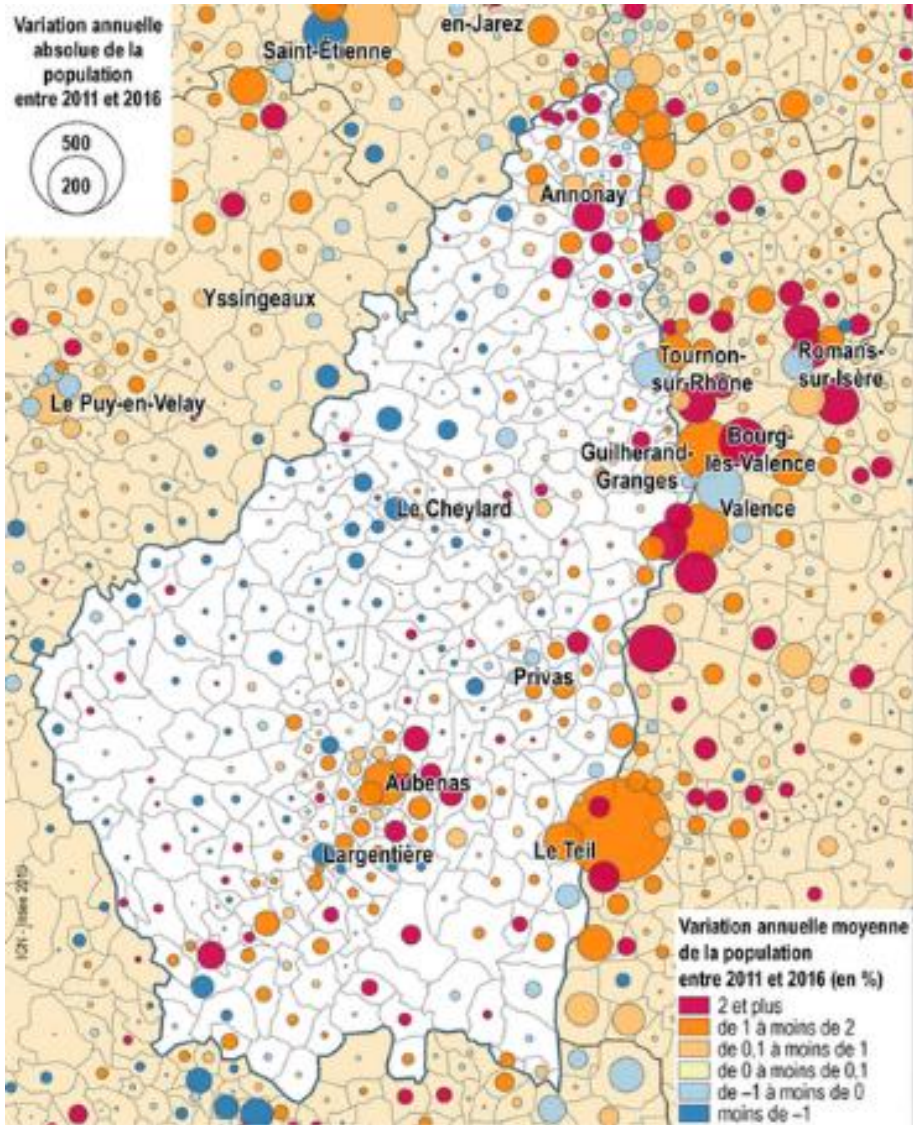 Variation annuelle
absolue de la
population
entre 2011 et 2016
500
200
Saint-Étienne
en-Jarez
Annonay
Yssingeaux
Le Puy-en-Velay
Tournon-
sur-Rhône
Romans-
sur-Isère
Guilherand-
Granges
Bourg-
lès-Valence
Le Cheylard
Valence
Privas
Aubenas
Largentière
Le Teil
IGN - Insee 2019
Variation annuelle moyenne
de la population
entre 2011 et 2016 (en %)
2 et plus
de 1 à moins de 2
de 0,1 à moins de 1
de 0 à moins de 0,1
de –1 à moins de 0
moins de –1